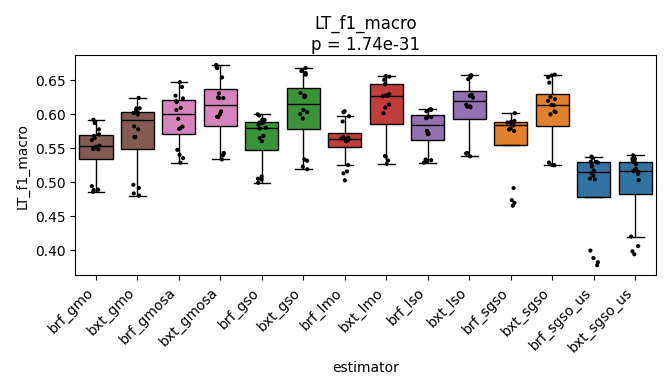 LT_f1_macro
p = 1.74e-31
LT_f1_macro
0.65
0.60
0.55
0.50
0.45
0.40
brf_gmo
bxt_gmo
brf_gmosa
bxt_gmosa
brf_gso
bxt_gso
brf_lmo
bxt_lmo
brf_lso
bxt_lso
brf_sgso
bxt_sgso
brf_sgso_us
bxt_sgso_us
estimator